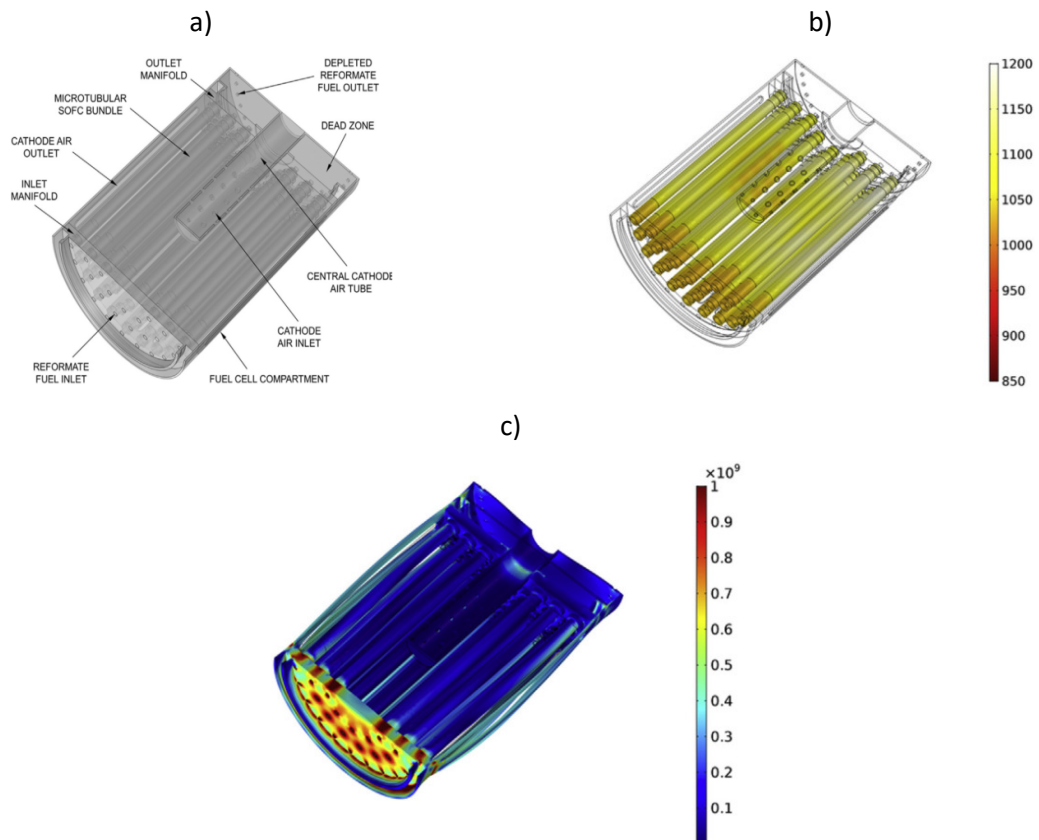 a)
OUTLET
MANIFOLD
DEPLETED
REFORMATE
FUEL OUTLET
MICROTUBULAR
SOFC BUNDLE
DEAD ZONE
CATHODE AIR
OUTLET
INLET
MANIFOLD
CENTRAL CATHODE
AIR TUBE
CATHODE
AIR INLET
REFORMATE
FUEL INLET
FUEL CELL COMPARTMENT
b)
1200
1150
1100
1050
1000
950
900
850
c)
×10⁹
1
0.9
0.8
0.7
0.6
0.5
0.4
0.3
0.2
0.1